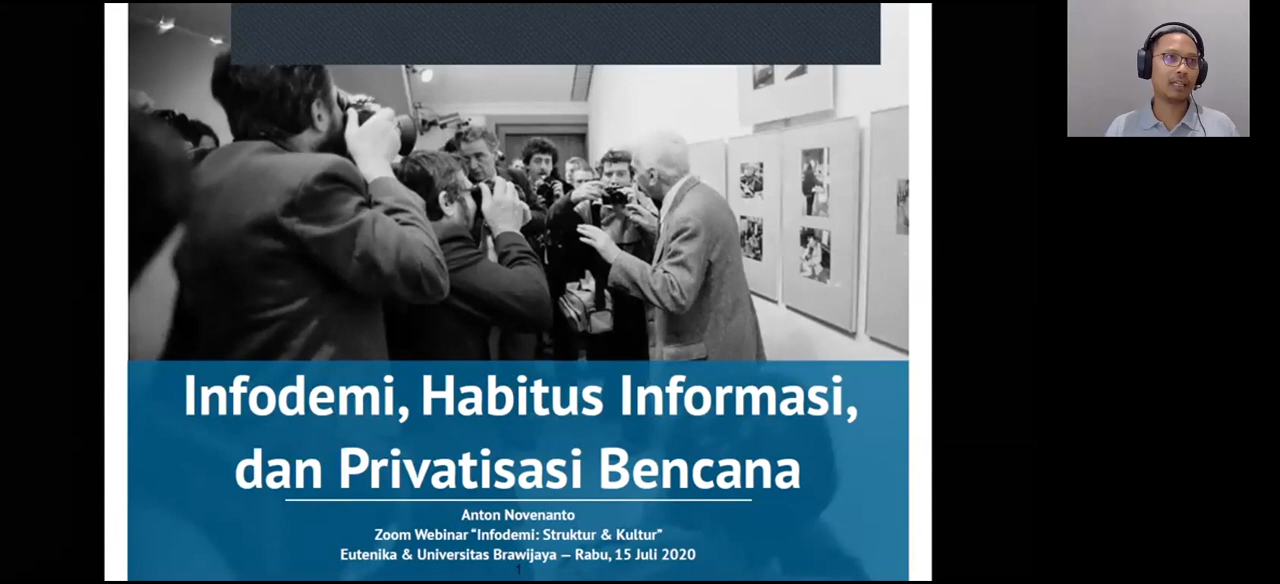 Infodemi, Habitus Informasi,
dan Privatisasi Bencana
Anton Novenanto
Zoom Webinar “Infodemi: Struktur & Kultur”
Eutenika & Universitas Brawijaya — Rabu, 15 Juli 2020
1